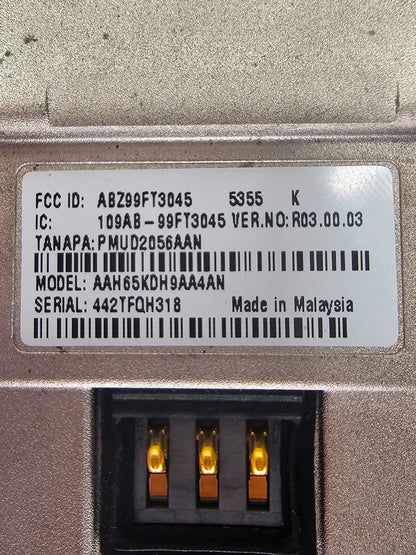 FCC ID: ABZ99FT3045 5355 K
IC: 109AB-99FT3045 VER.NO: R03.00.03
TANAPA: PMUD2056AAN
MODEL: AAH65KDH9AA4AN
SERIAL: 442TFQH318 Made in Malaysia